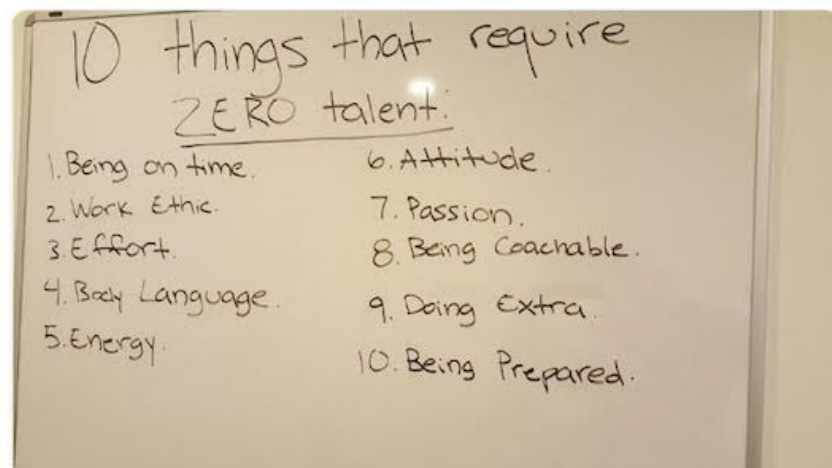 10 things that require
ZERO talent:
1. Being on time.
2. Work Ethic.
3. Effort.
4. Body Language.
5. Energy.
6. Attitude.
7. Passion.
8. Being Coachable.
9. Doing Extra.
10. Being Prepared.